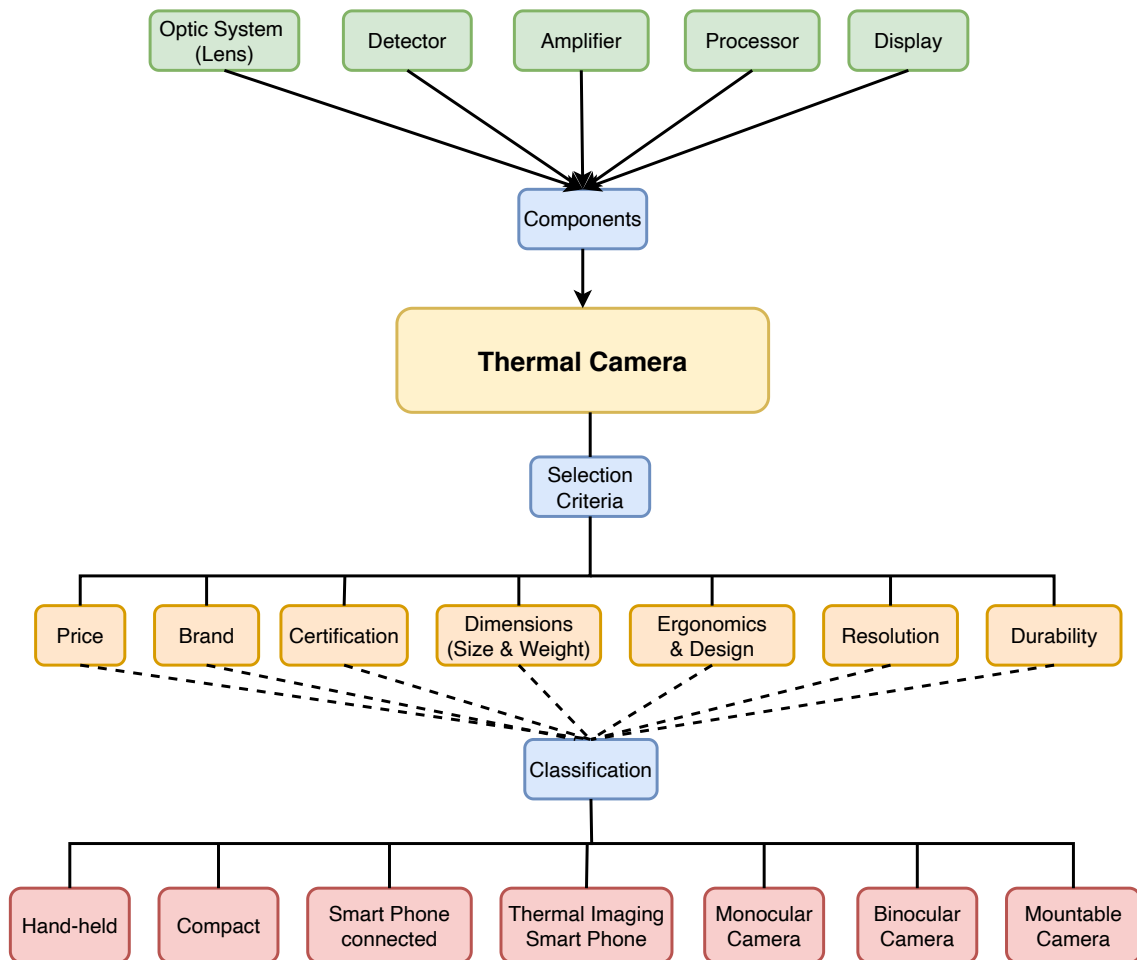 Optic System
(Lens)
Detector
Amplifier
Processor
Display
Components
Thermal Camera
Selection
Criteria
Price
Brand
Certification
Dimensions
(Size & Weight)
Ergonomics
& Design
Resolution
Durability
Classification
Hand-held
Compact
Smart Phone
connected
Thermal Imaging
Smart Phone
Monocular
Camera
Binocular
Camera
Mountable
Camera